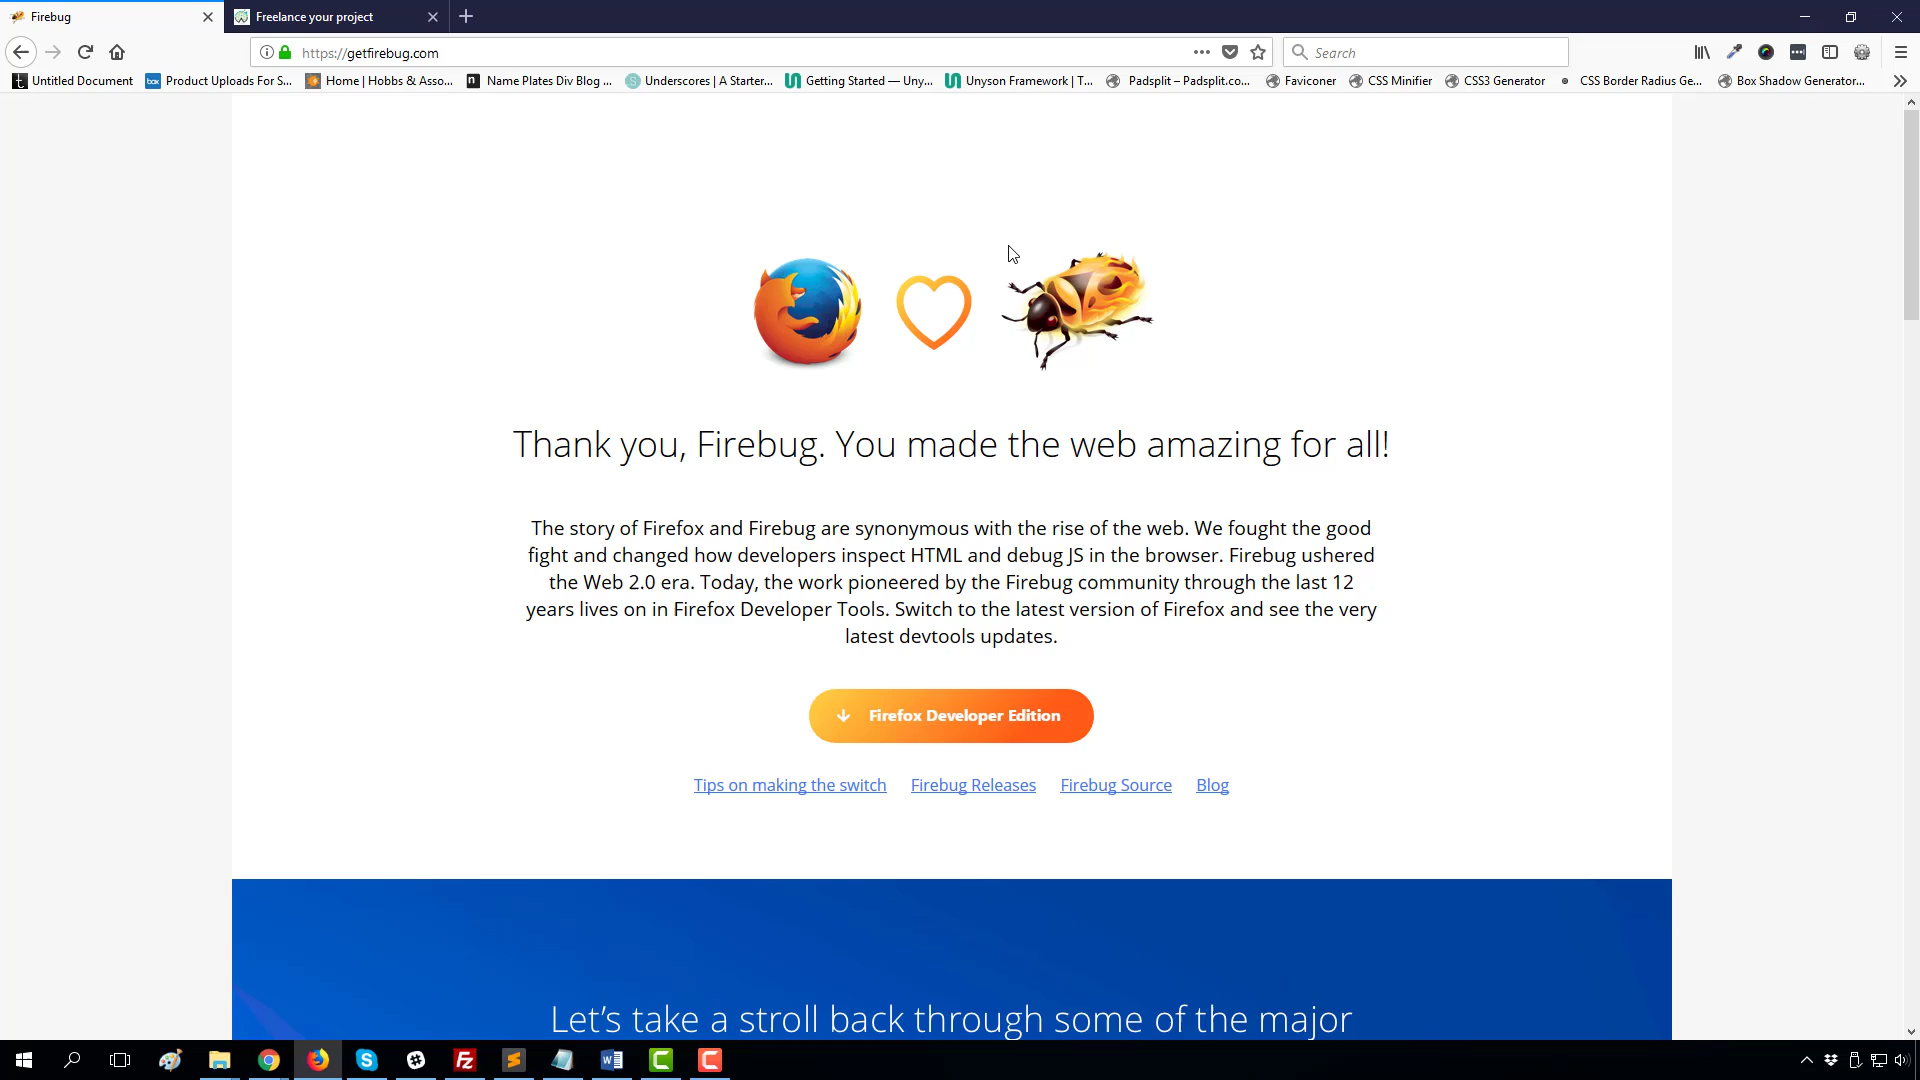 Firebug
Freelance your project
https://getfirebug.com
Search
Untitled Document
Product Uploads For S...
Home | Hobbs & Asso...
Name Plates Div Blog ...
Underscores | A Starter...
Getting Started — Uny...
Unyson Framework | T...
Padsplit – Padsplit.co...
Faviconer
CSS Minifier
CSS3 Generator
CSS Border Radius Ge...
Box Shadow Generator...
Thank you, Firebug. You made the web amazing for all!
The story of Firefox and Firebug are synonymous with the rise of the web. We fought the good
fight and changed how developers inspect HTML and debug JS in the browser. Firebug ushered
the Web 2.0 era. Today, the work pioneered by the Firebug community through the last 12
years lives on in Firefox Developer Tools. Switch to the latest version of Firefox and see the very
latest devtools updates.
Firefox Developer Edition
Tips on making the switch
Firebug Releases
Firebug Source
Blog
Let's take a stroll back through some of the major